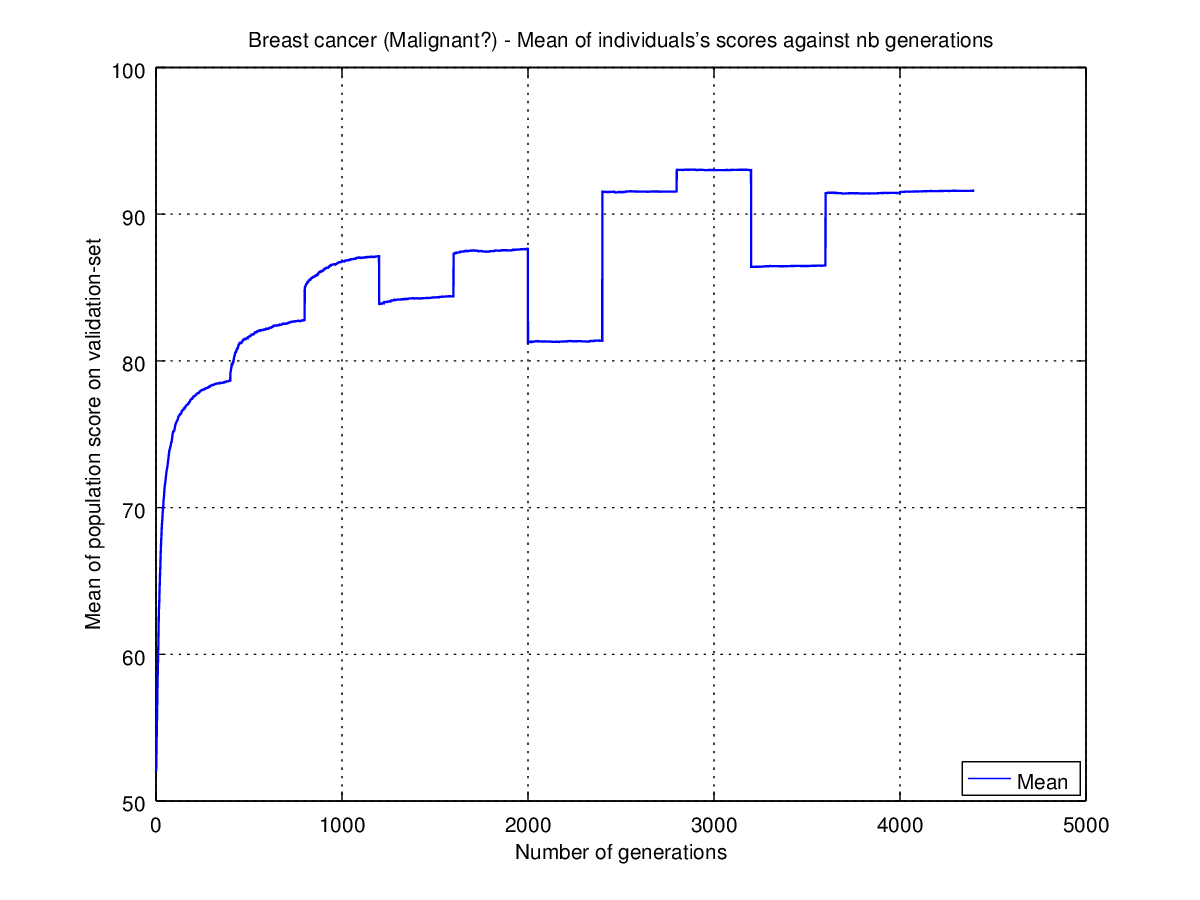 Breast cancer (Malignant?) - Mean of individuals's scores against nb generations
100
90
80
70
60
50
Mean of population score on validation-set
Mean
0 1000 2000 3000 4000 5000
Number of generations